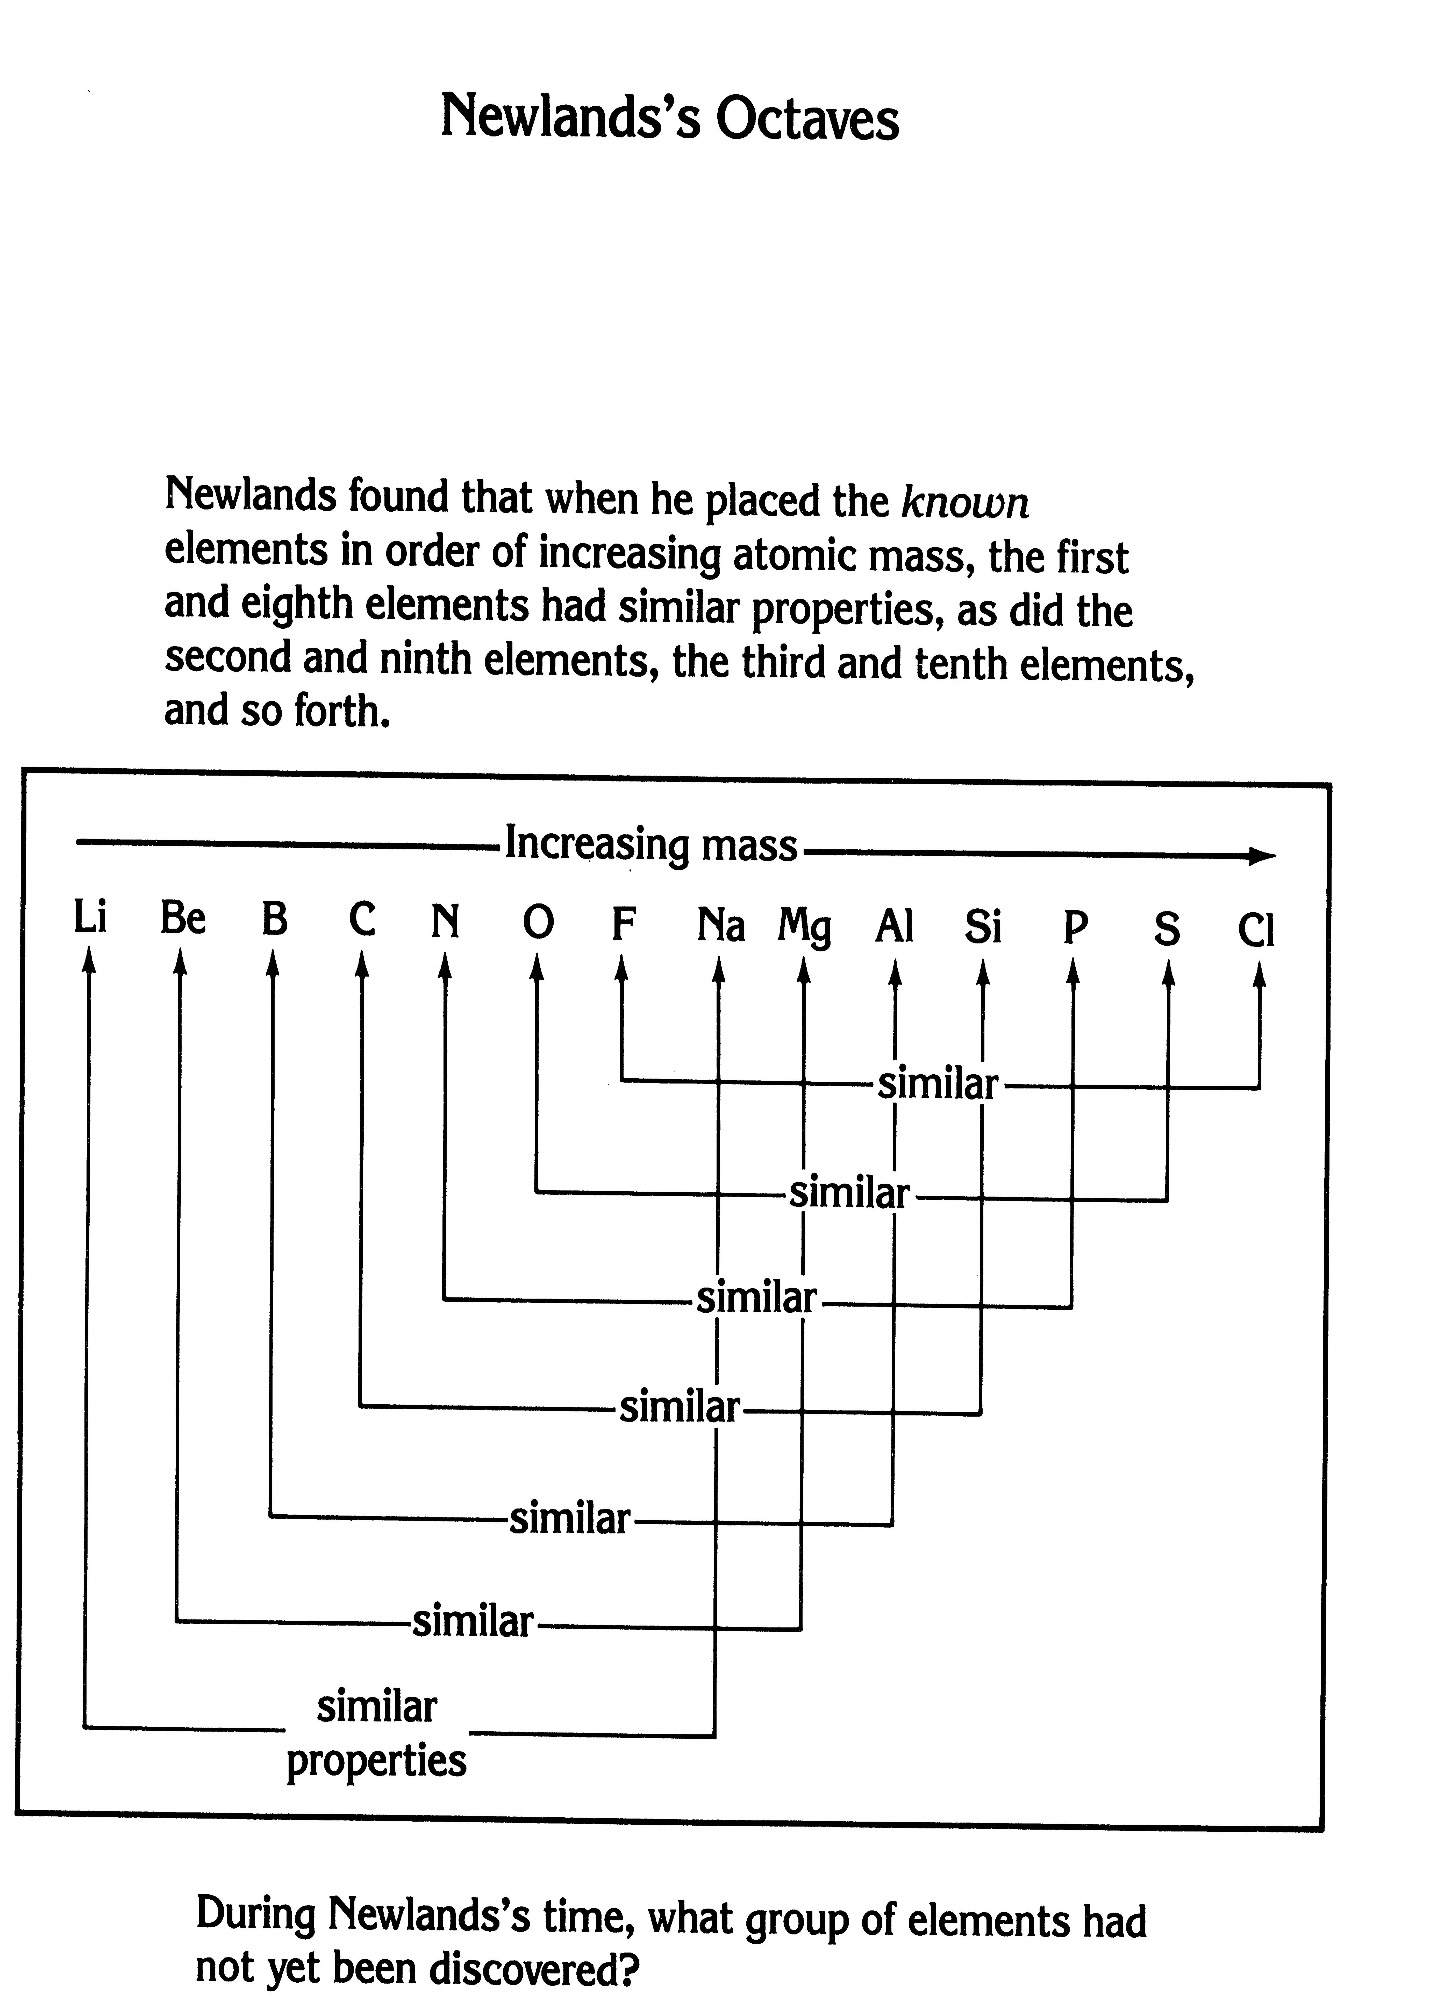 Newlands's Octaves
Newlands found that when he placed the known
elements in order of increasing atomic mass, the first
and eighth elements had similar properties, as did the
second and ninth elements, the third and tenth elements,
and so forth.
Increasing mass
Li Be B C N O F Na Mg Al Si P S Cl
similar
similar
similar
similar
similar
similar
similar
properties
During Newlands's time, what group of elements had
not yet been discovered?